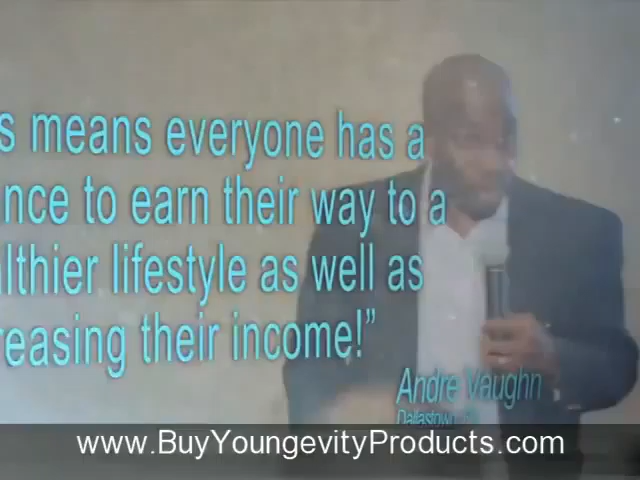 s means everyone has a
nce to earn their way to a
lthier lifestyle as well as
reasing their income!”
Andre Vaughn
Dallastown,
www.BuyYoungevityProducts.com